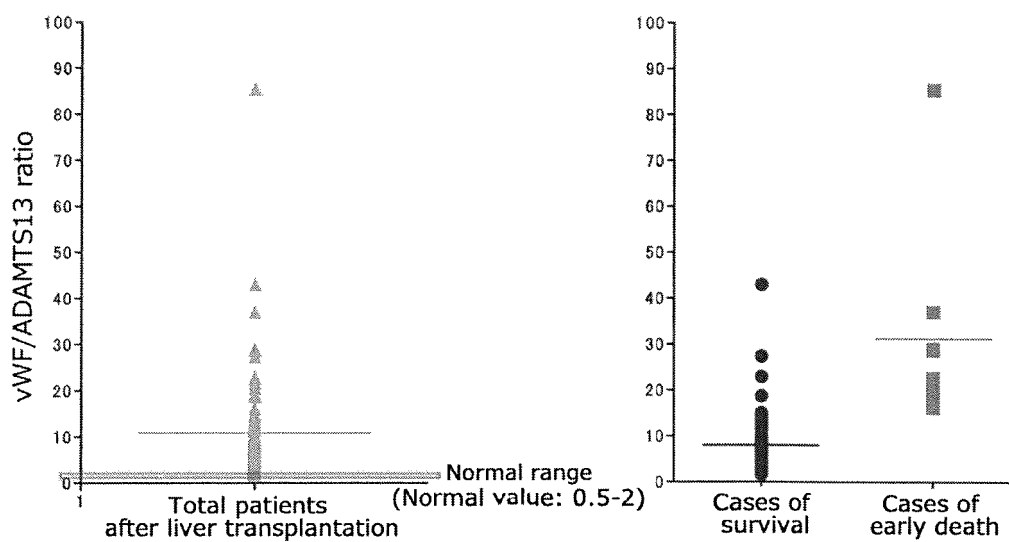 vWF/ADAMTS13 ratio
100
90
80
70
60
50
40
30
20
10
0
1
Total patients
after liver transplantation
Normal range
(Normal value: 0.5-2)
100
90
80
70
60
50
40
30
20
10
0
Cases of
survival
Cases of
early death